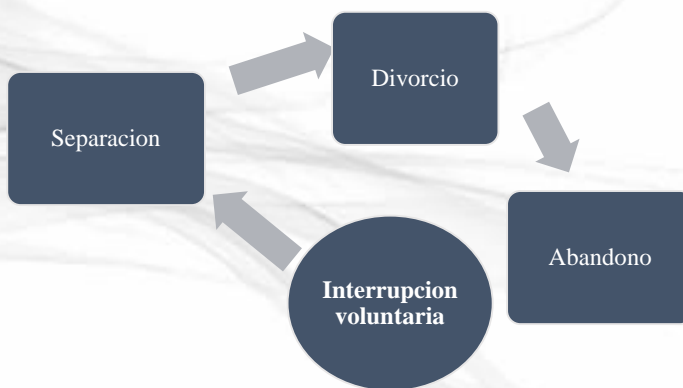 Divorcio
Separacion
Abandono
Interrupcion
voluntaria